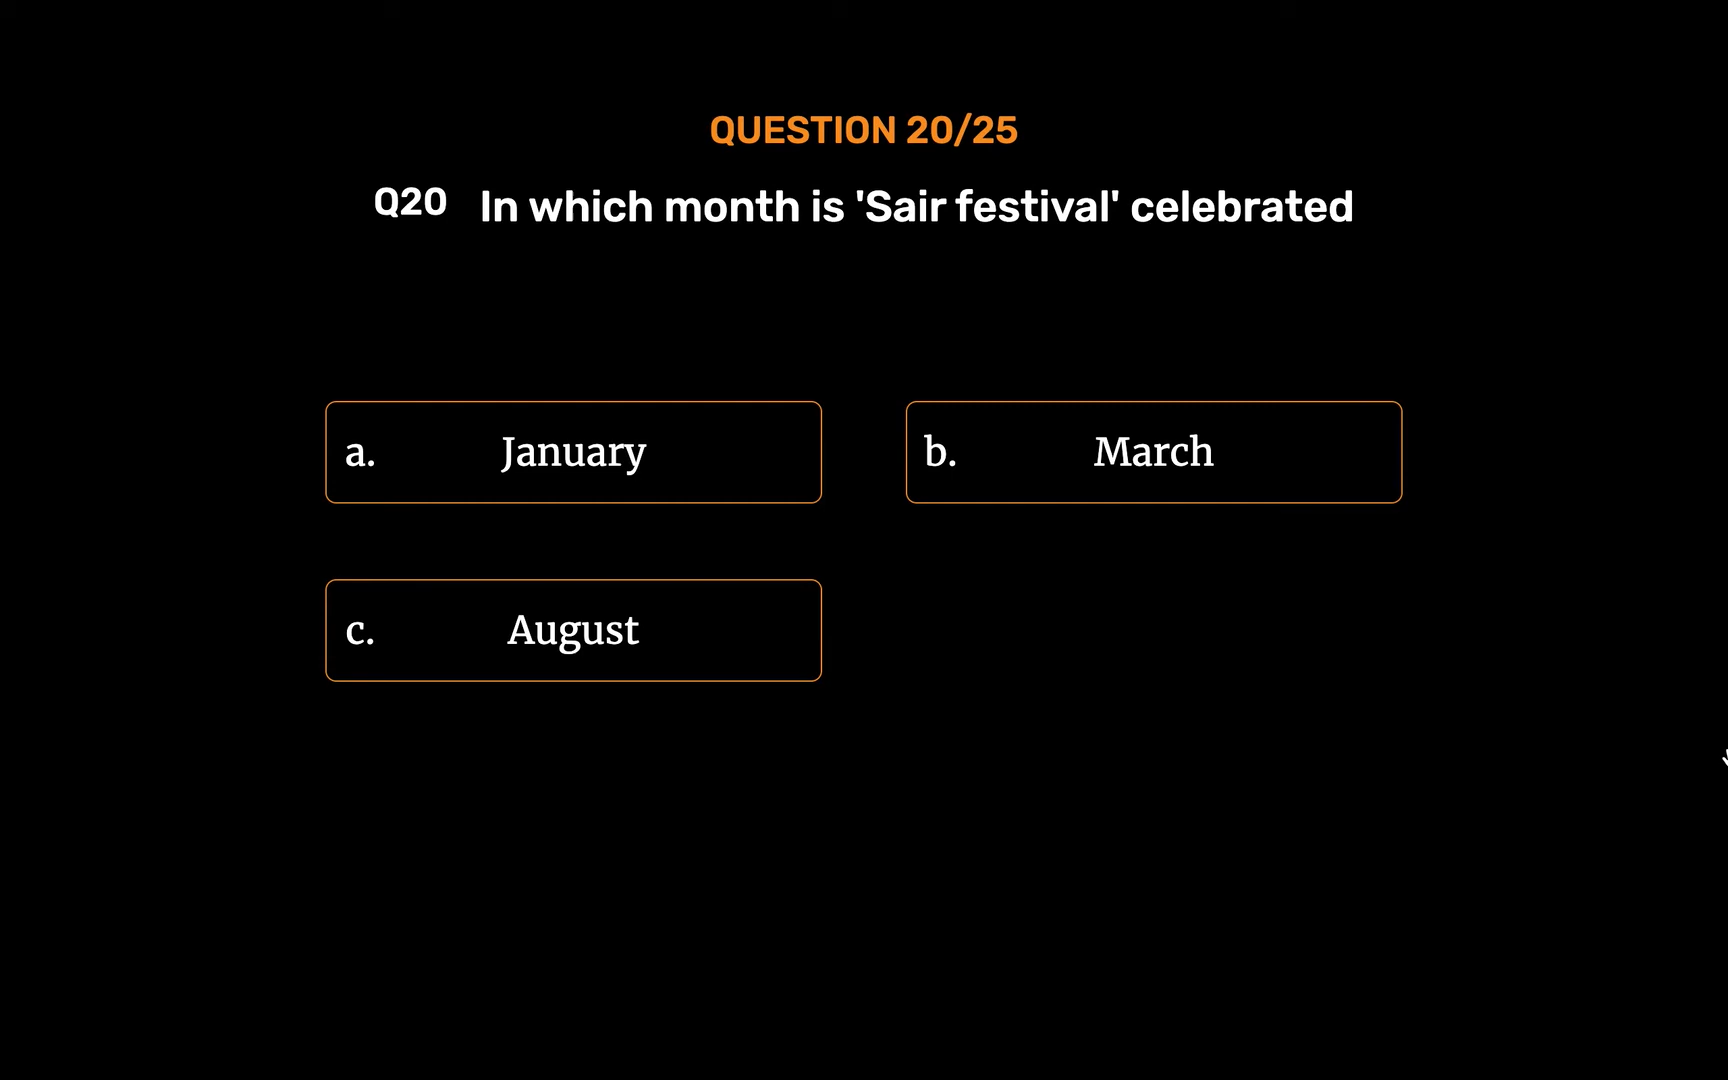 QUESTION 20/25
Q20 In which month is 'Sair festival' celebrated
a. January
b. March
c. August